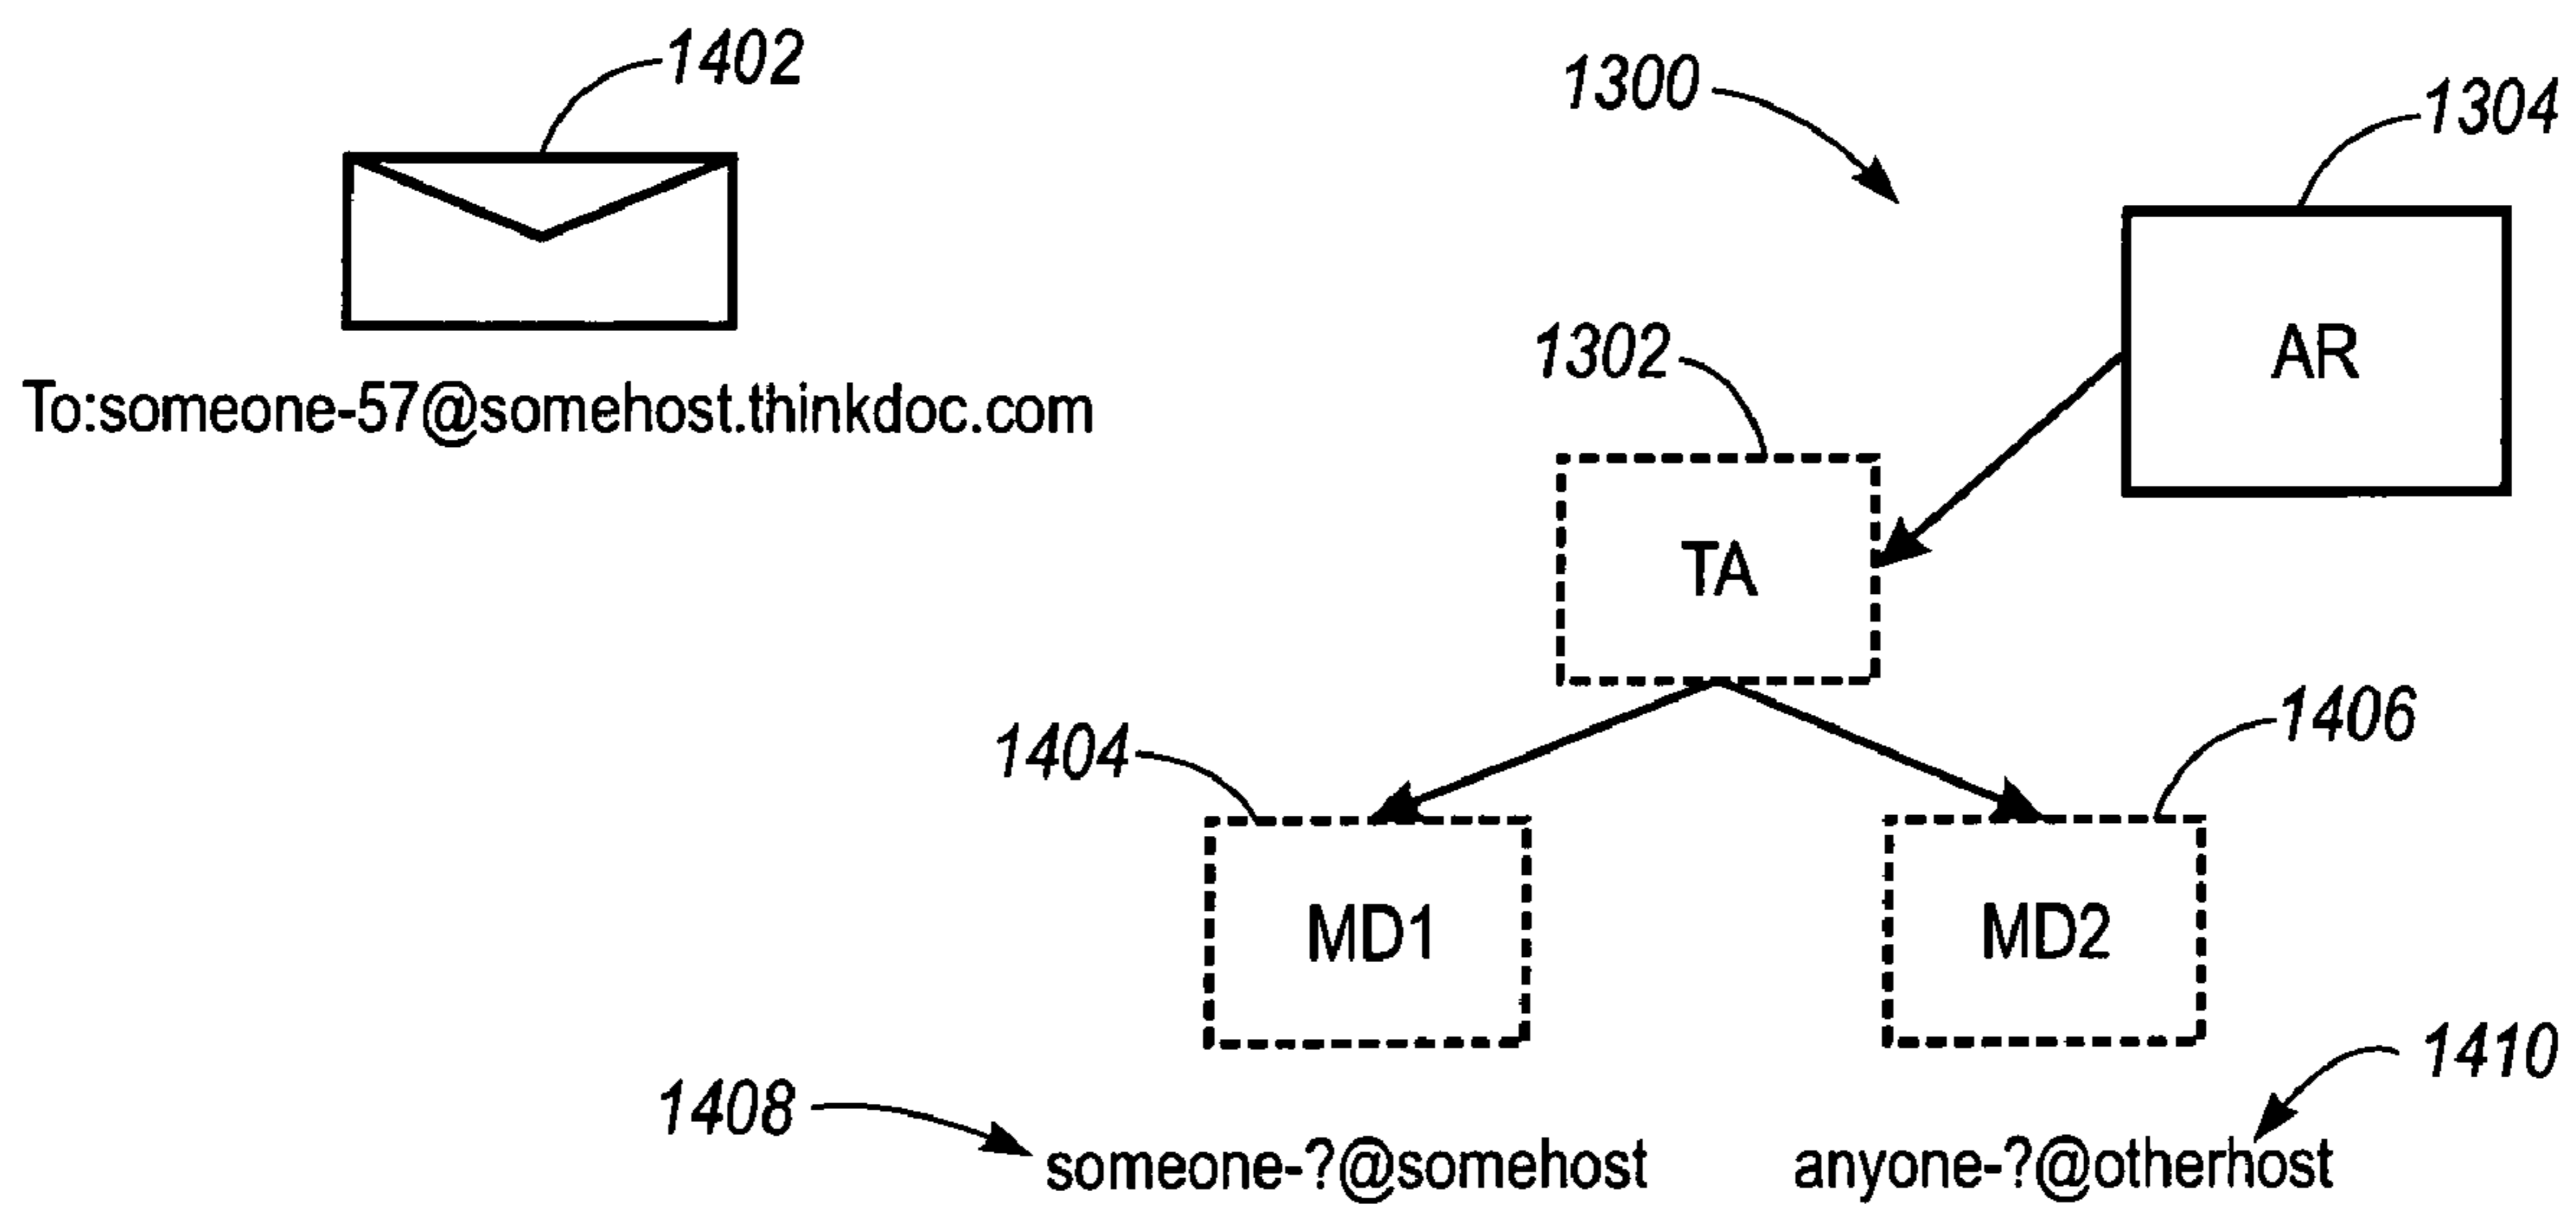 1402
1300
1304
To:someone-57@somehost.thinkdoc.com
1302
AR
TA
1404
1406
MD1
MD2
1408
1410
someone-?@somehost
anyone-?@otherhost